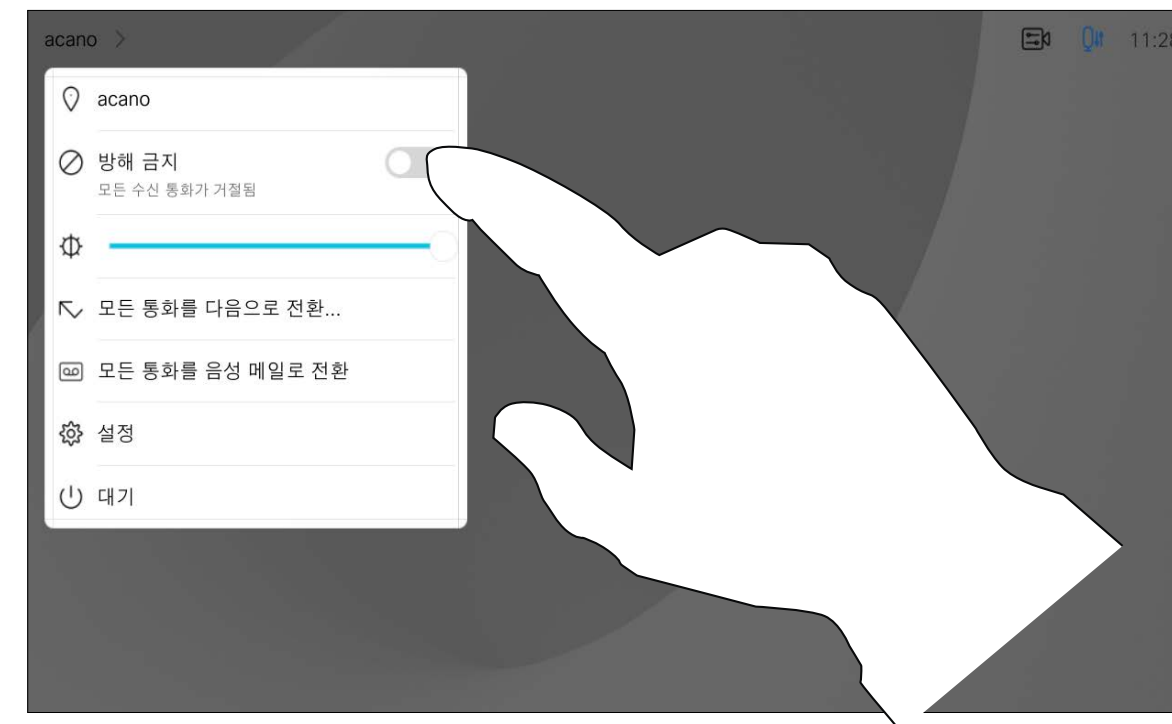 acano
11:28
acano
방해 금지
모든 수신 통화가 거절됨
모든 통화를 다음으로 전환...
모든 통화를 음성 메일로 전환
설정
대기